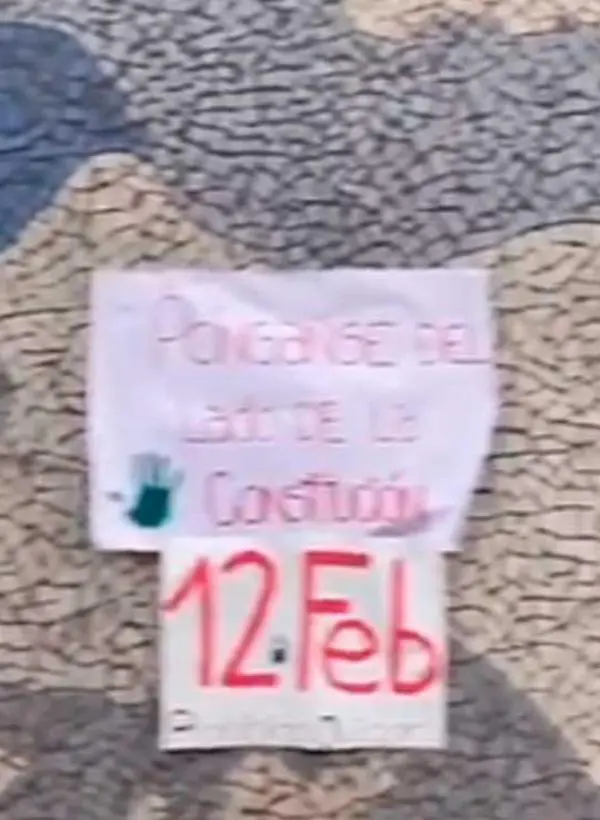 PONGANSE DEL
Lado DE La
Constitución
12.Feb